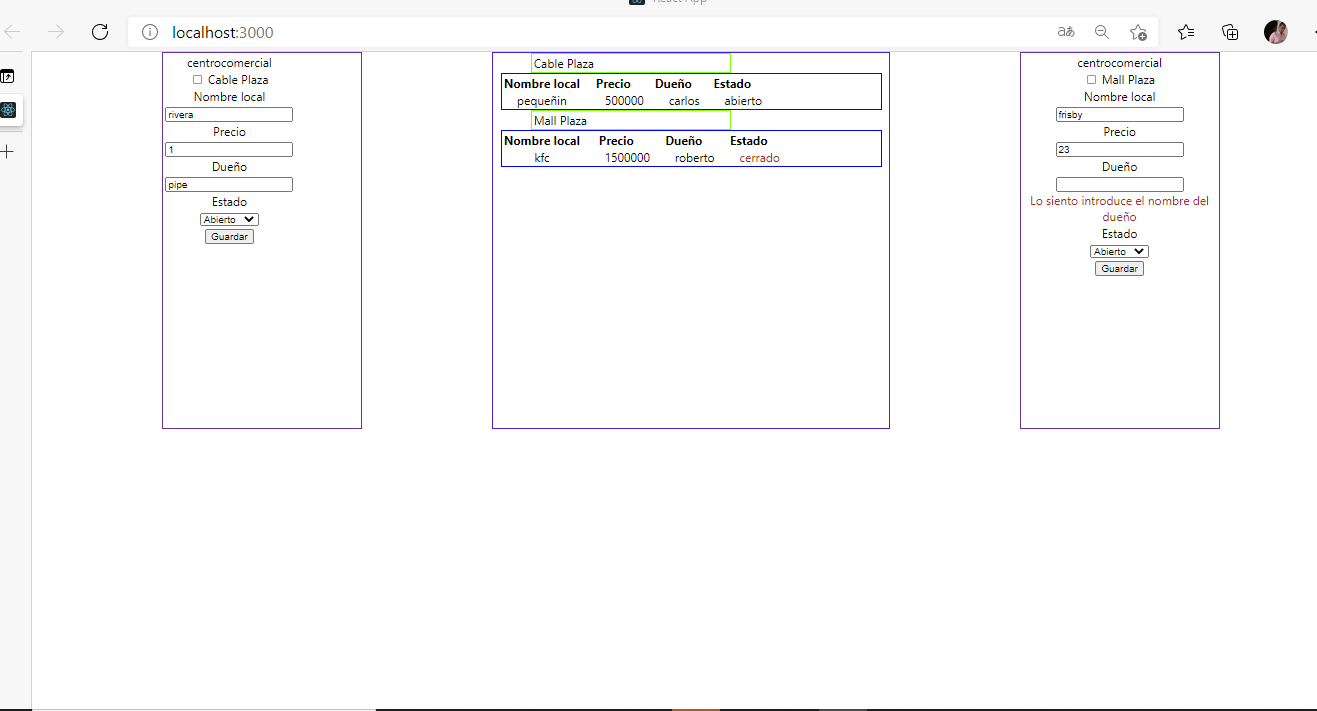 React App
localhost:3000
aあ
centrocomercial
Cable Plaza
Nombre local
rivera
Precio
1
Dueño
pipe
Estado
Abierto
Guardar
Cable Plaza
Nombre local Precio Dueño Estado
pequeñin 500000 carlos abierto
Mall Plaza
Nombre local Precio Dueño Estado
kfc 1500000 roberto cerrado
centrocomercial
Mall Plaza
Nombre local
frisby
Precio
23
Dueño
Lo siento introduce el nombre del
dueño
Estado
Abierto
Guardar